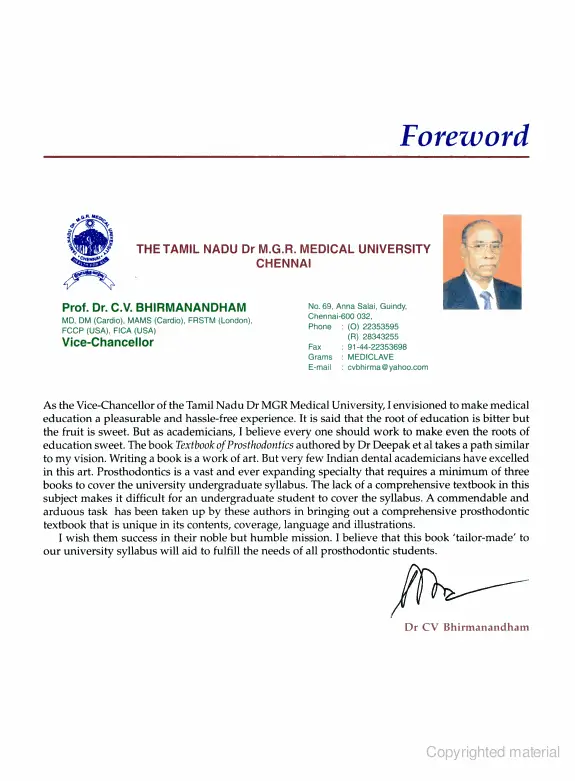 Foreword
THE TAMIL NADU Dr M.G.R. MEDICAL UNIVERSITY
CHENNAI
Prof. Dr. C.V. BHIRMANANDHAM
MD, DM (Cardio), MAMS (Cardio), FRSTM (London),
FCCP (USA), FICA (USA)
Vice-Chancellor
No. 69, Anna Salai, Guindy,
Chennai-600 032,
Phone : (O) 22353595
(R) 28343255
Fax : 91-44-22353698
Grams : MEDICLAVE
E-mail : cvbhirma@yahoo.com
As the Vice-Chancellor of the Tamil Nadu Dr MGR Medical University, I envisioned to make medical
education a pleasurable and hassle-free experience. It is said that the root of education is bitter but
the fruit is sweet. But as academicians, I believe every one should work to make even the roots of
education sweet. The book Textbook of Prosthodontics authored by Dr Deepak et al takes a path similar
to my vision. Writing a book is a work of art. But very few Indian dental academicians have excelled
in this art. Prosthodontics is a vast and ever expanding specialty that requires a minimum of three
books to cover the university undergraduate syllabus. The lack of a comprehensive textbook in this
subject makes it difficult for an undergraduate student to cover the syllabus. A commendable and
arduous task has been taken up by these authors in bringing out a comprehensive prosthodontic
textbook that is unique in its contents, coverage, language and illustrations.
I wish them success in their noble but humble mission. I believe that this book 'tailor-made' to
our university syllabus will aid to fulfill the needs of all prosthodontic students.
Dr CV Bhirmanandham
Copyrighted material